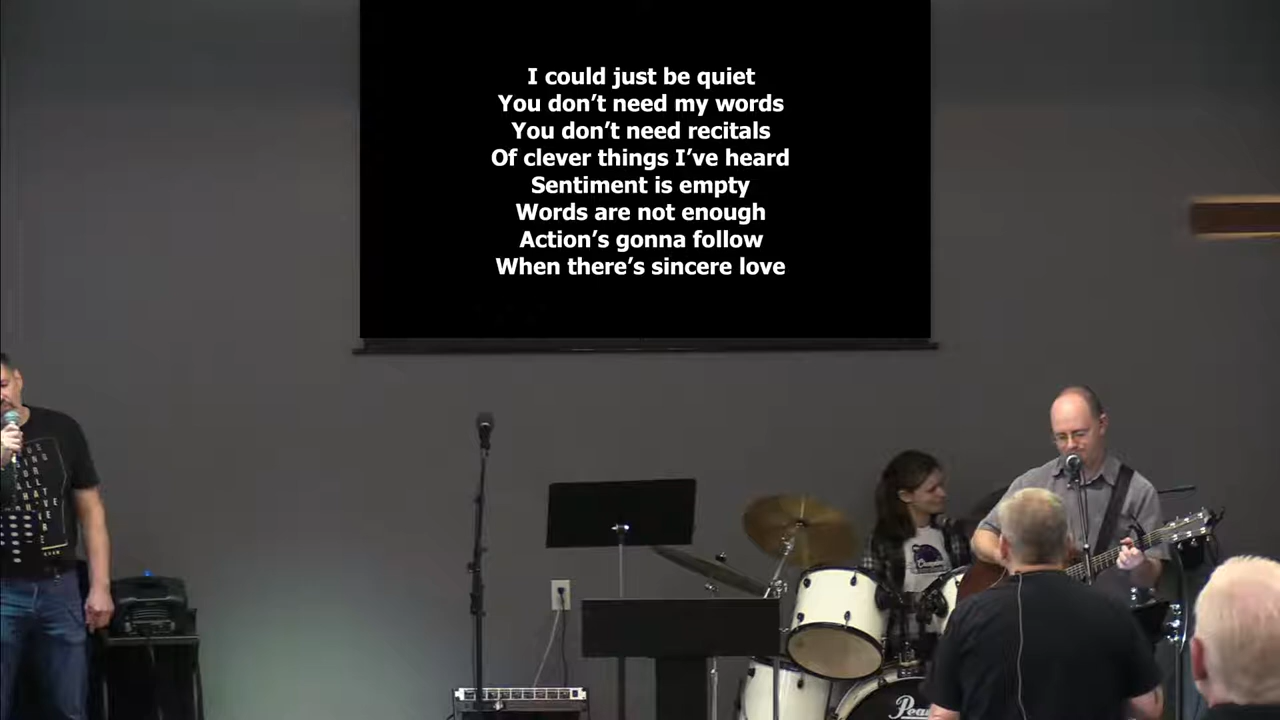 I could just be quiet
You don’t need my words
You don’t need recitals
Of clever things I’ve heard
Sentiment is empty
Words are not enough
Action’s gonna follow
When there’s sincere love